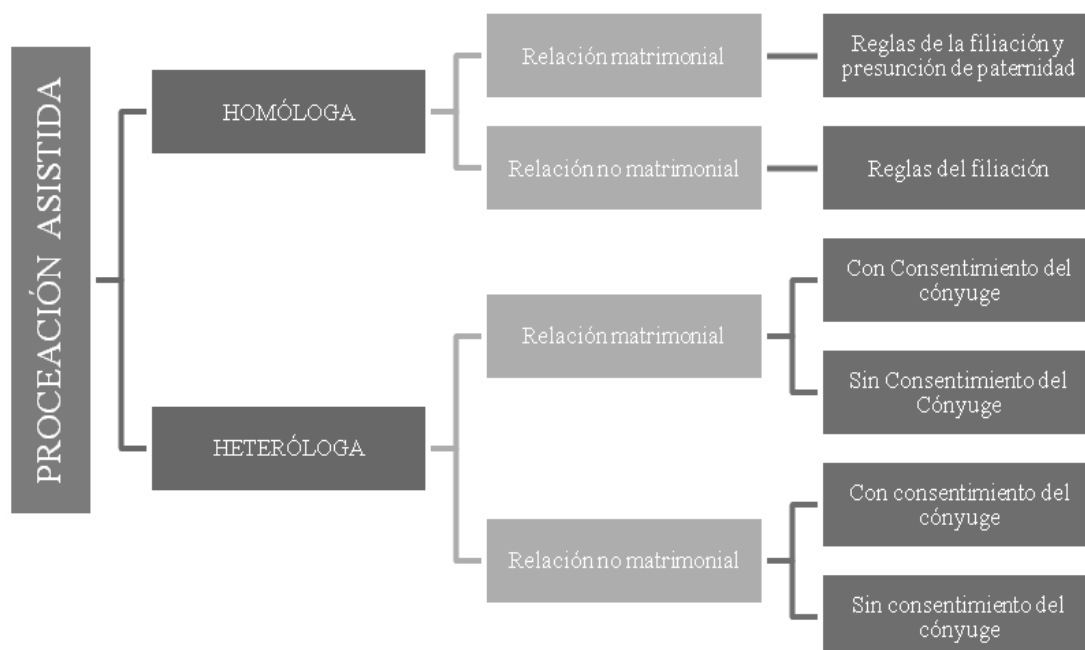 PROCEACIÓN ASISTIDA
HOMÓLOGA
Relación matrimonial
Reglas de la filiación y
presunción de paternidad
Relación no matrimonial
Reglas del filiación
HETERÓLOGA
Relación matrimonial
Con Consentimiento del
cónyuge
Sin Consentimiento del
Cónyuge
Relación no matrimonial
Con consentimiento del
cónyuge
Sin consentimiento del
cónyuge